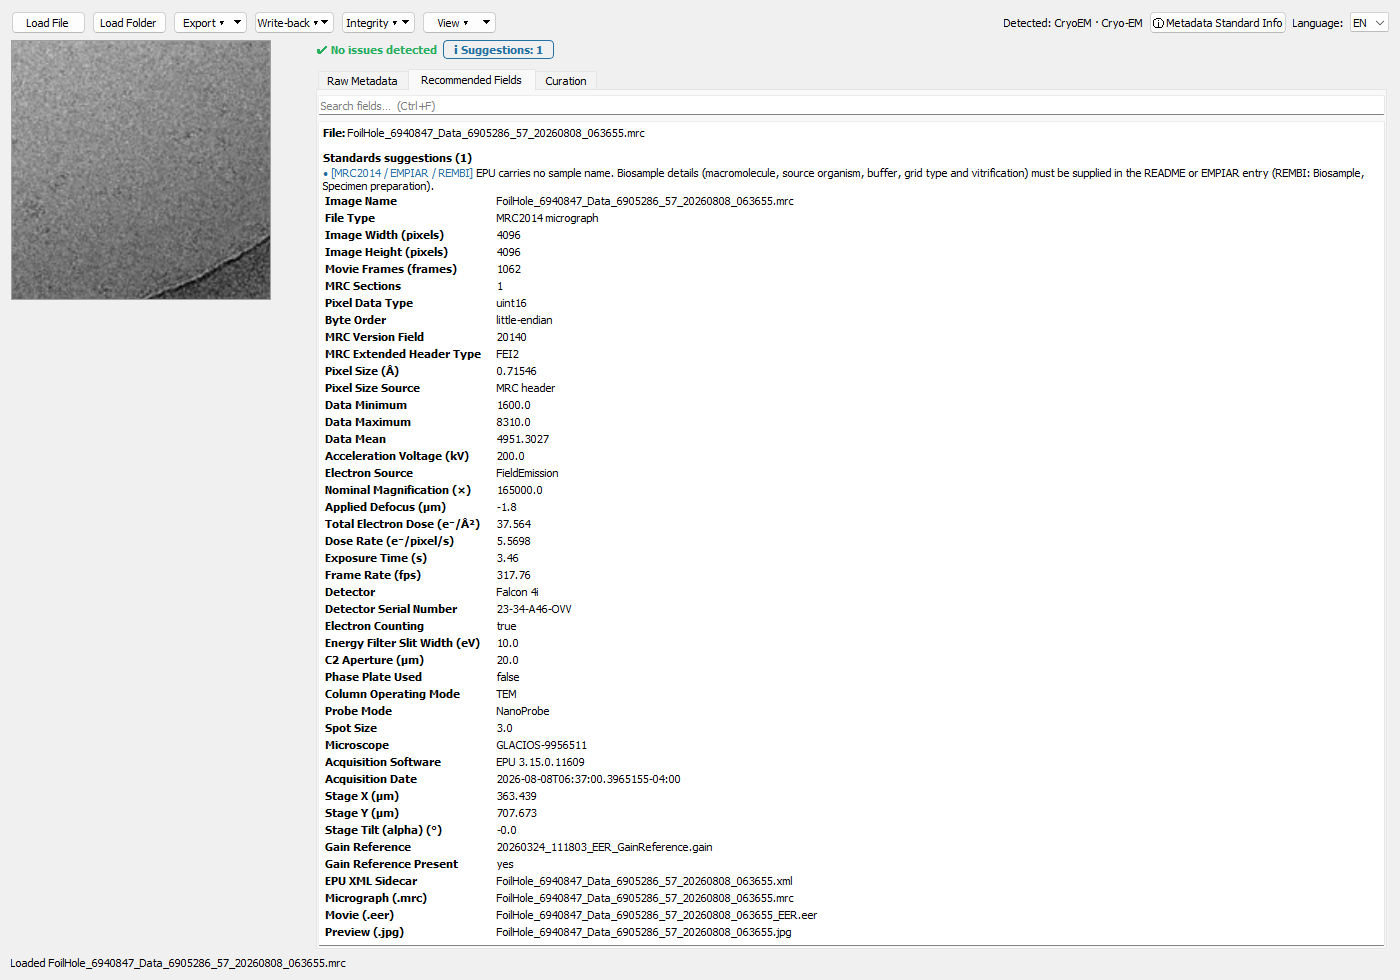 Load File Load Folder Export ▾ Write-back ▾ Integrity ▾ View ▾ Detected: CryoEM · Cryo-EM ⓘ Metadata Standard Info Language: EN
✔ No issues detected ℹ Suggestions: 1
Raw Metadata Recommended Fields Curation
Search fields... (Ctrl+F)
File: FoilHole_6940847_Data_6905286_57_20260808_063655.mrc
Standards suggestions (1)
• [MRC2014 / EMPIAR / REMBI] EPU carries no sample name. Biosample details (macromolecule, source organism, buffer, grid type and vitrification) must be supplied in the README or EMPIAR entry (REMBI: Biosample,
Specimen preparation).
Image Name FoilHole_6940847_Data_6905286_57_20260808_063655.mrc
File Type MRC2014 micrograph
Image Width (pixels) 4096
Image Height (pixels) 4096
Movie Frames (frames) 1062
MRC Sections 1
Pixel Data Type uint16
Byte Order little-endian
MRC Version Field 20140
MRC Extended Header Type FEI2
Pixel Size (Å) 0.71546
Pixel Size Source MRC header
Data Minimum 1600.0
Data Maximum 8310.0
Data Mean 4951.3027
Acceleration Voltage (kV) 200.0
Electron Source FieldEmission
Nominal Magnification (×) 165000.0
Applied Defocus (µm) -1.8
Total Electron Dose (e⁻/Å²) 37.564
Dose Rate (e⁻/pixel/s) 5.5698
Exposure Time (s) 3.46
Frame Rate (fps) 317.76
Detector Falcon 4i
Detector Serial Number 23-34-A46-OVV
Electron Counting true
Energy Filter Slit Width (eV) 10.0
C2 Aperture (µm) 20.0
Phase Plate Used false
Column Operating Mode TEM
Probe Mode NanoProbe
Spot Size 3.0
Microscope GLACIOS-9956511
Acquisition Software EPU 3.15.0.11609
Acquisition Date 2026-08-08T06:37:00.3965155-04:00
Stage X (µm) 363.439
Stage Y (µm) 707.673
Stage Tilt (alpha) (°) -0.0
Gain Reference 20260324_111803_EER_GainReference.gain
Gain Reference Present yes
EPU XML Sidecar FoilHole_6940847_Data_6905286_57_20260808_063655.xml
Micrograph (.mrc) FoilHole_6940847_Data_6905286_57_20260808_063655.mrc
Movie (.eer) FoilHole_6940847_Data_6905286_57_20260808_063655_EER.eer
Preview (.jpg) FoilHole_6940847_Data_6905286_57_20260808_063655.jpg
Loaded FoilHole_6940847_Data_6905286_57_20260808_063655.mrc